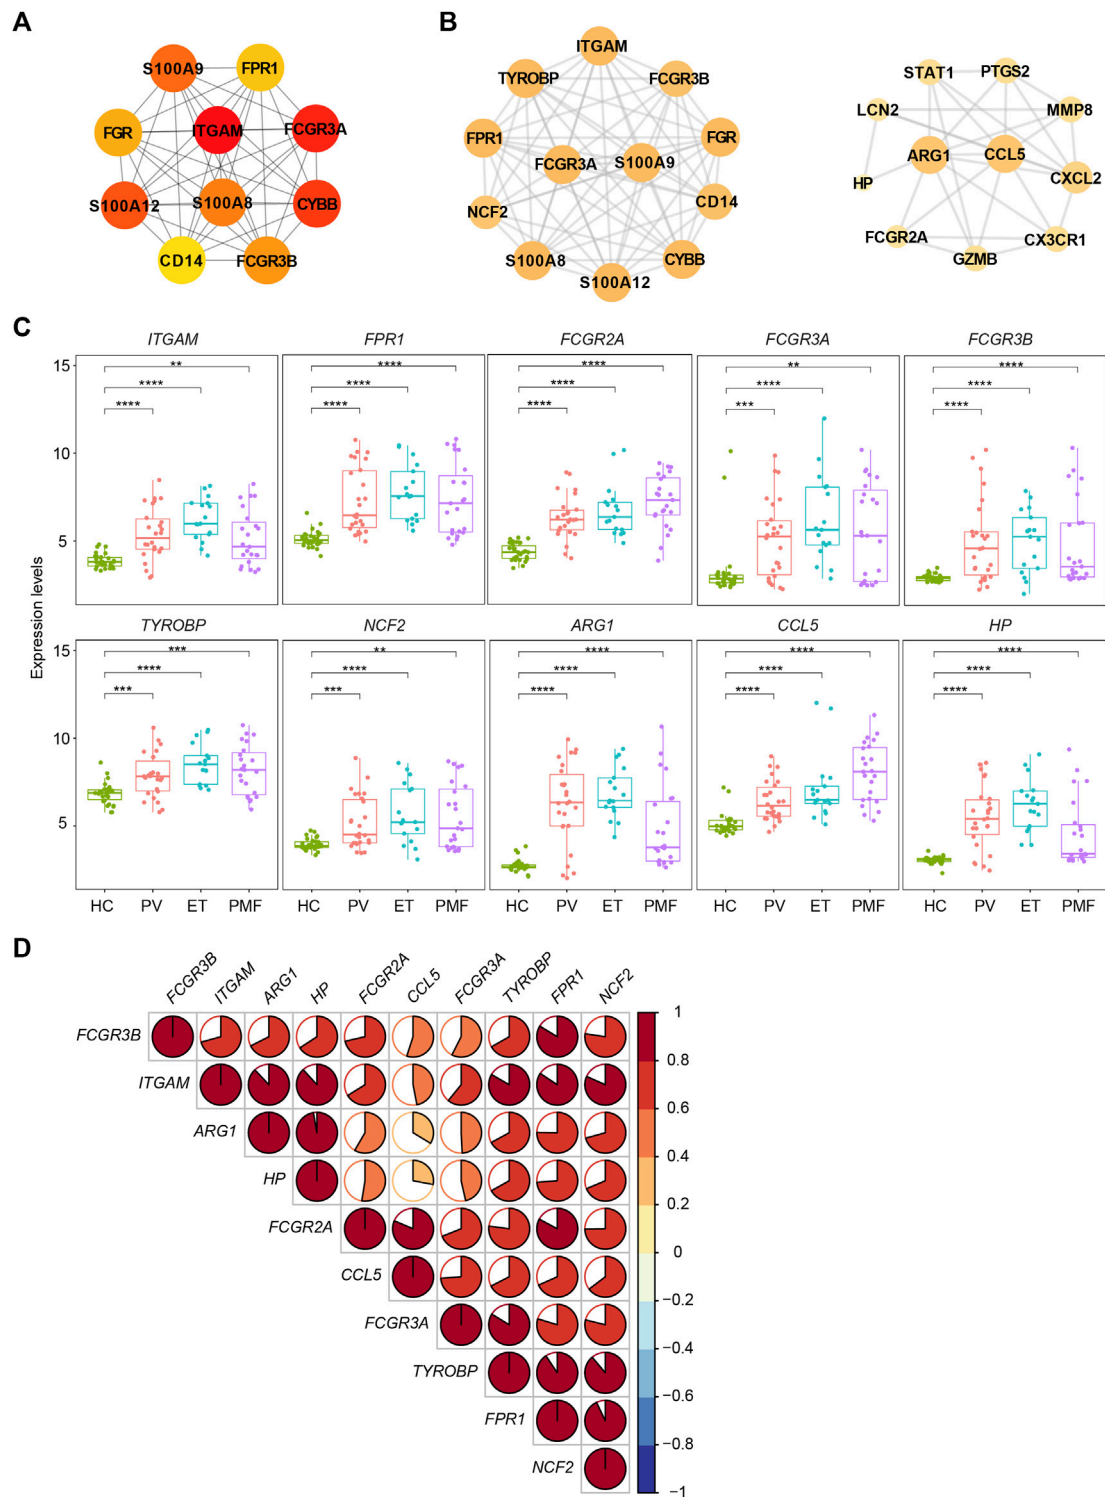 A
B
S100A9
FPR1
FGR
ITGAM
FCGR3A
S100A12
S100A8
CYBB
CD14
FCGR3B
ITGAM
TYROBP
FCGR3B
FPR1
FGR
FCGR3A
S100A9
NCF2
CD14
S100A8
CYBB
S100A12
STAT1
PTGS2
LCN2
MMP8
ARG1
CCL5
HP
CXCL2
FCGR2A
CX3CR1
GZMB
C
ITGAM FPR1 FCGR2A FCGR3A FCGR3B
15
10
5
** **** ****
**** **** ****
**** **** ****
** **** ***
**** **** ****
Expression levels
TYROBP NCF2 ARG1 CCL5 HP
15
10
5
*** **** ***
** **** ***
**** **** ****
**** **** ****
**** **** ****
HC PV ET PMF HC PV ET PMF HC PV ET PMF HC PV ET PMF HC PV ET PMF
D
FCGR3B ITGAM ARG1 HP FCGR2A CCL5 FCGR3A TYROBP FPR1 NCF2
FCGR3B
ITGAM
ARG1
HP
FCGR2A
CCL5
FCGR3A
TYROBP
FPR1
NCF2
1
0.8
0.6
0.4
0.2
0
−0.2
−0.4
−0.6
−0.8
−1